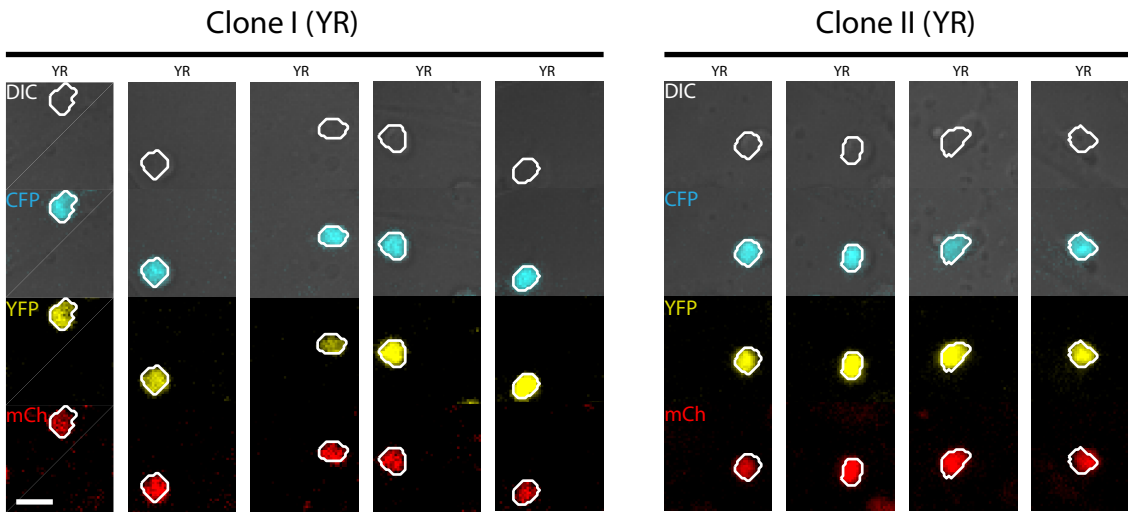 Clone I (YR) Clone II (YR)
YR YR YR YR YR YR YR YR YR
DIC DIC
CFP CFP
YFP YFP
mCh mCh